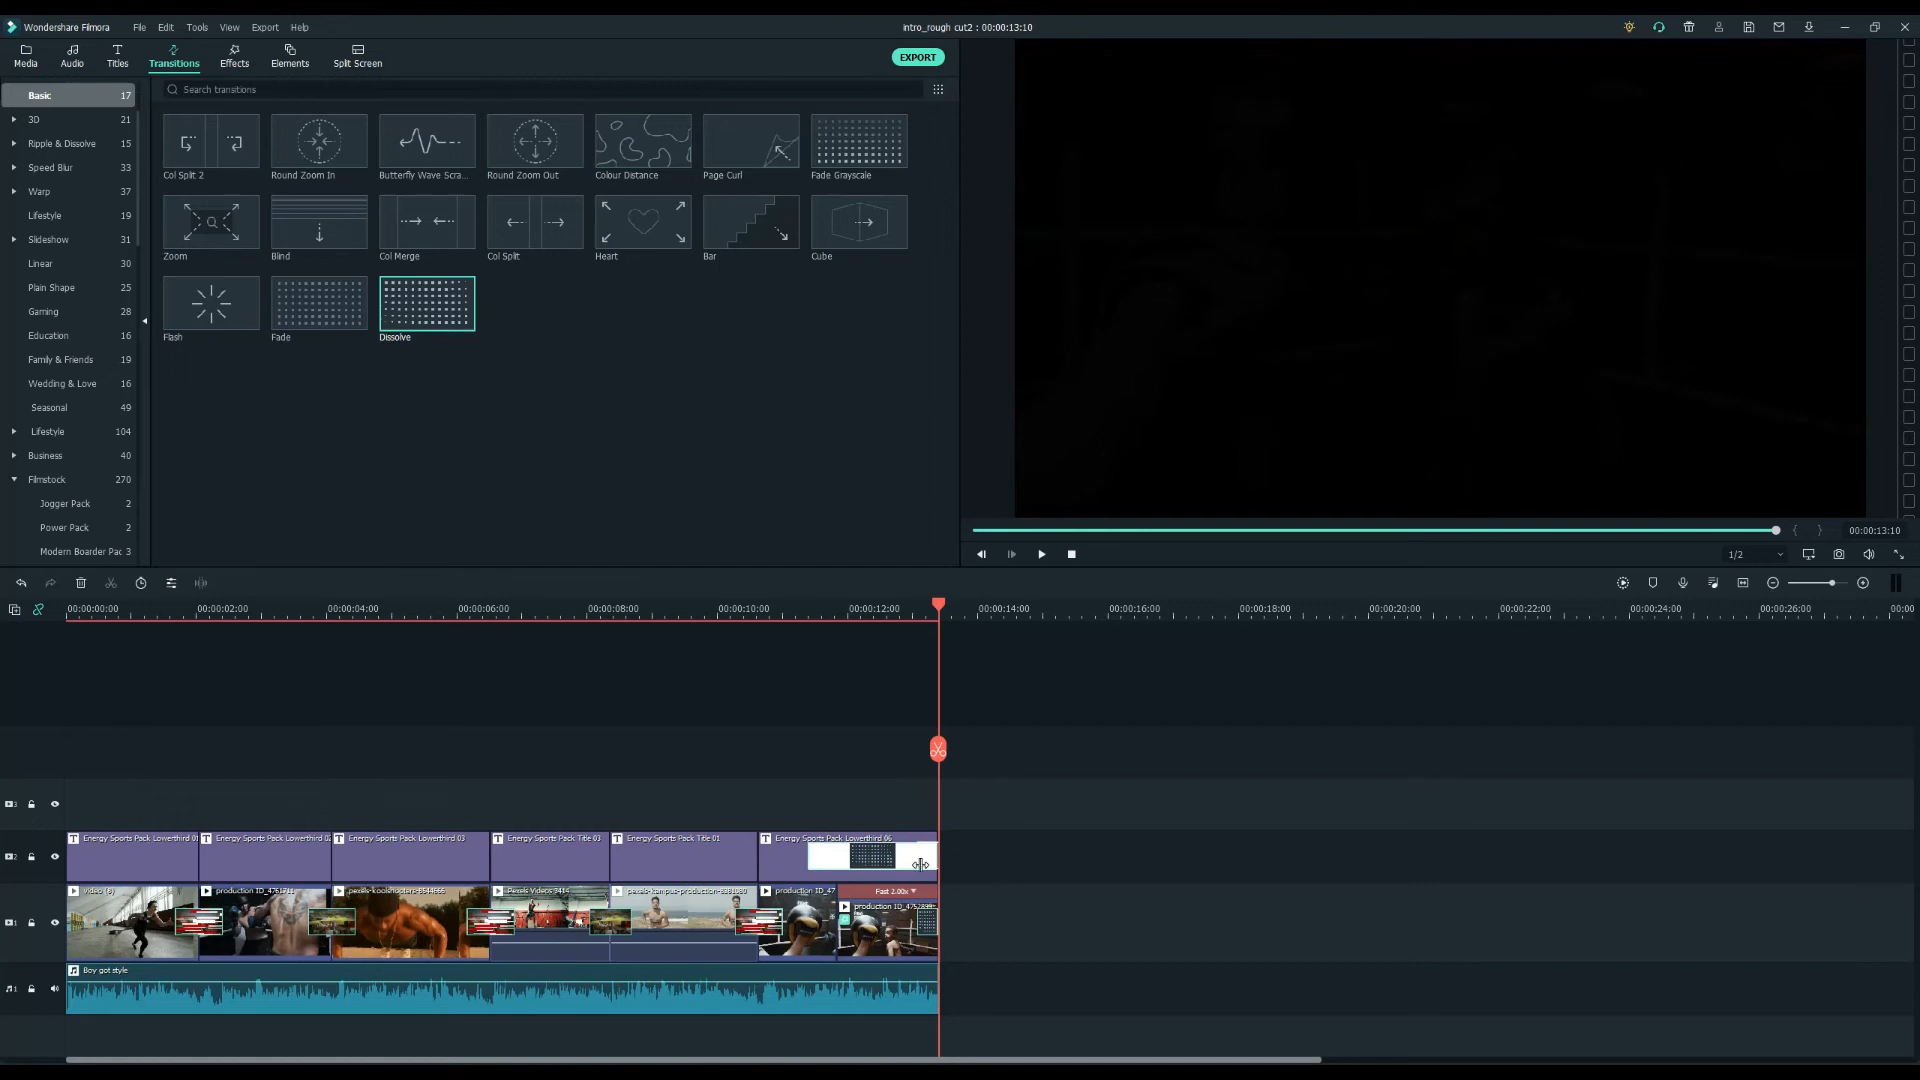 Wondershare Filmora
File
Edit
Tools
View
Export
Help
intro_rough cut2 : 00:00:13:10
Media
Audio
Titles
Transitions
Effects
Elements
Split Screen
EXPORT
Basic 17
3D 21
Ripple & Dissolve 15
Speed Blur 33
Warp 37
Lifestyle 19
Slideshow 31
Linear 30
Plain Shape 25
Gaming 28
Education 16
Family & Friends 19
Wedding & Love 16
Seasonal 49
Lifestyle 104
Business 40
Filmstock 270
Jogger Pack 2
Power Pack 2
Modern Boarder Pac 3
Search transitions
Col Split 2
Round Zoom In
Butterfly Wave Scra...
Round Zoom Out
Colour Distance
Page Curl
Fade Grayscale
Zoom
Blind
Col Merge
Col Split
Heart
Bar
Cube
Flash
Fade
Dissolve
00:00:13:10
1/2
00:00:00:00
00:00:02:00
00:00:04:00
00:00:06:00
00:00:08:00
00:00:10:00
00:00:12:00
00:00:14:00
00:00:16:00
00:00:18:00
00:00:20:00
00:00:22:00
00:00:24:00
00:00:26:00
00:00
3
2
T Energy Sports Pack Lowerthird 0
T Energy Sports Pack Lowerthird 02
T Energy Sports Pack Lowerthird 03
T Energy Sports Pack Title 03
T Energy Sports Pack Title 01
T Energy Sports Pack Lowerthird 06
1
Video (8)
production ID_4761711
pexels-koolshooters-8544666
Pexels Videos 3414
pexels-kampus-production-8381080
production ID_47
Fast 2.00x
production ID_4752899
1
Boy got style